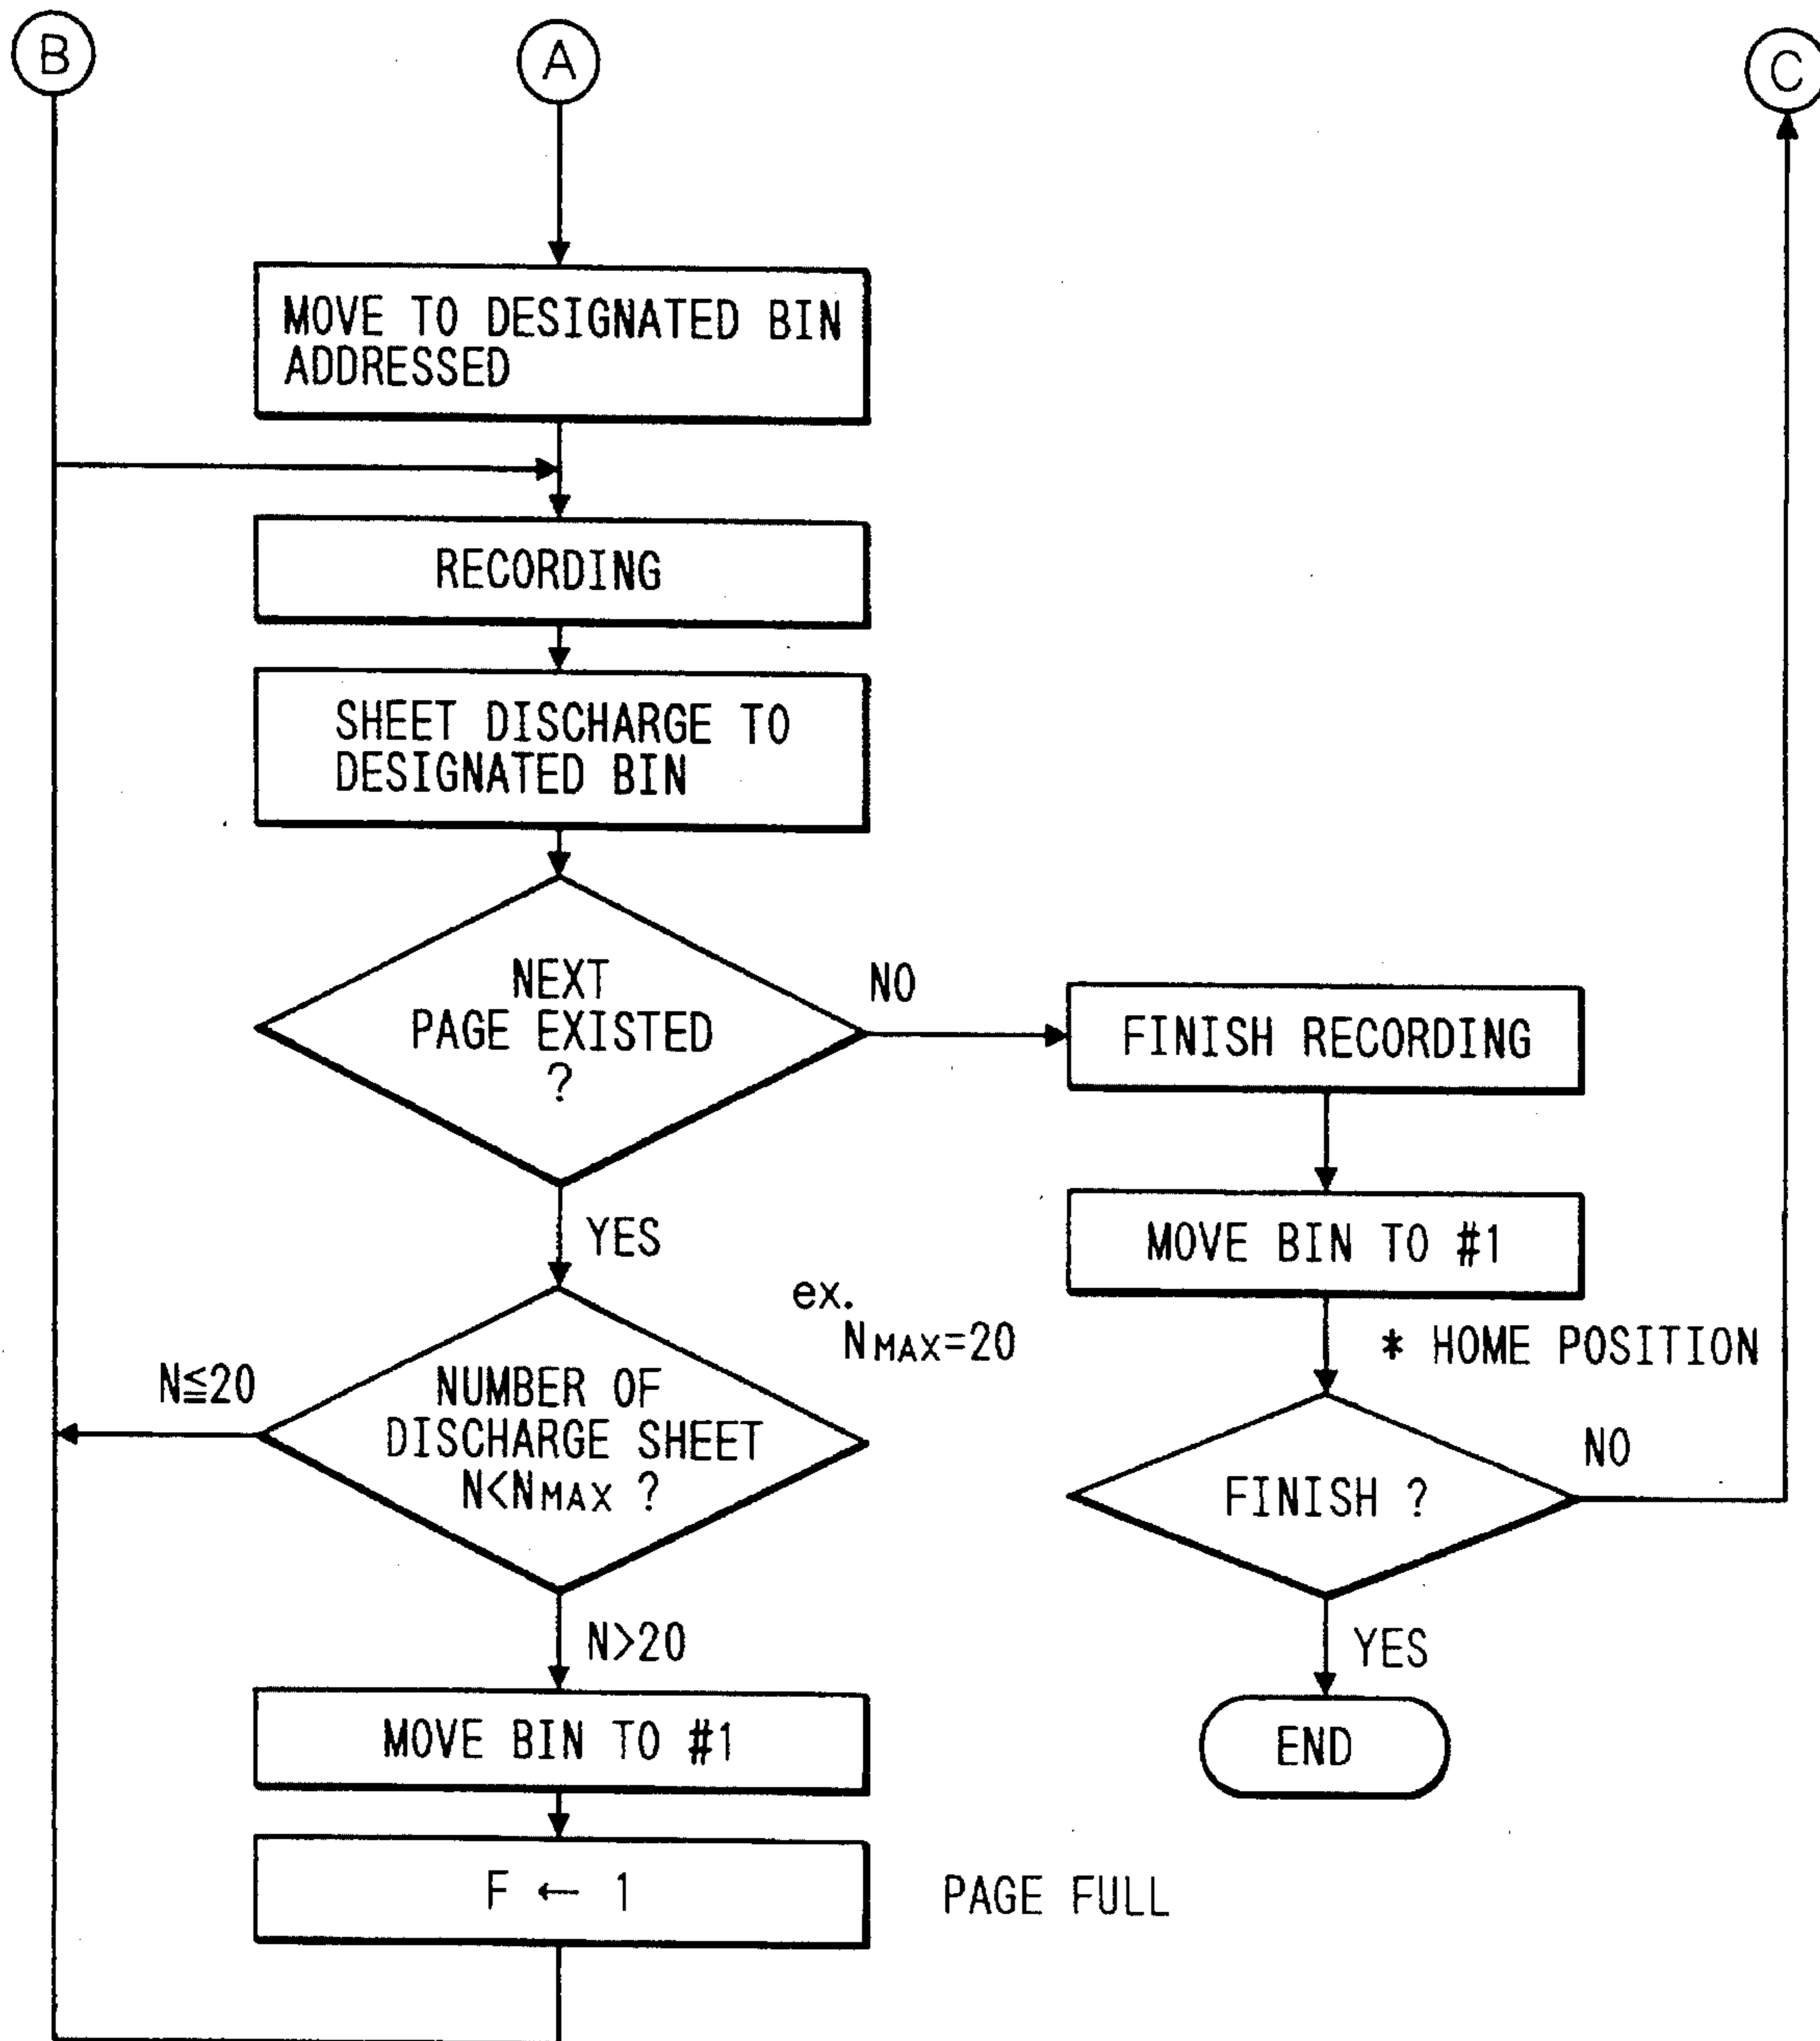 B
A
C
MOVE TO DESIGNATED BIN
ADDRESSED
RECORDING
SHEET DISCHARGE TO
DESIGNATED BIN
NEXT
PAGE EXISTED
?
NO
FINISH RECORDING
YES
MOVE BIN TO #1
* HOME POSITION
ex.
NMAX=20
N≦20
NUMBER OF
DISCHARGE SHEET
N<NMAX ?
FINISH ?
NO
N>20
YES
MOVE BIN TO #1
END
F ← 1
PAGE FULL